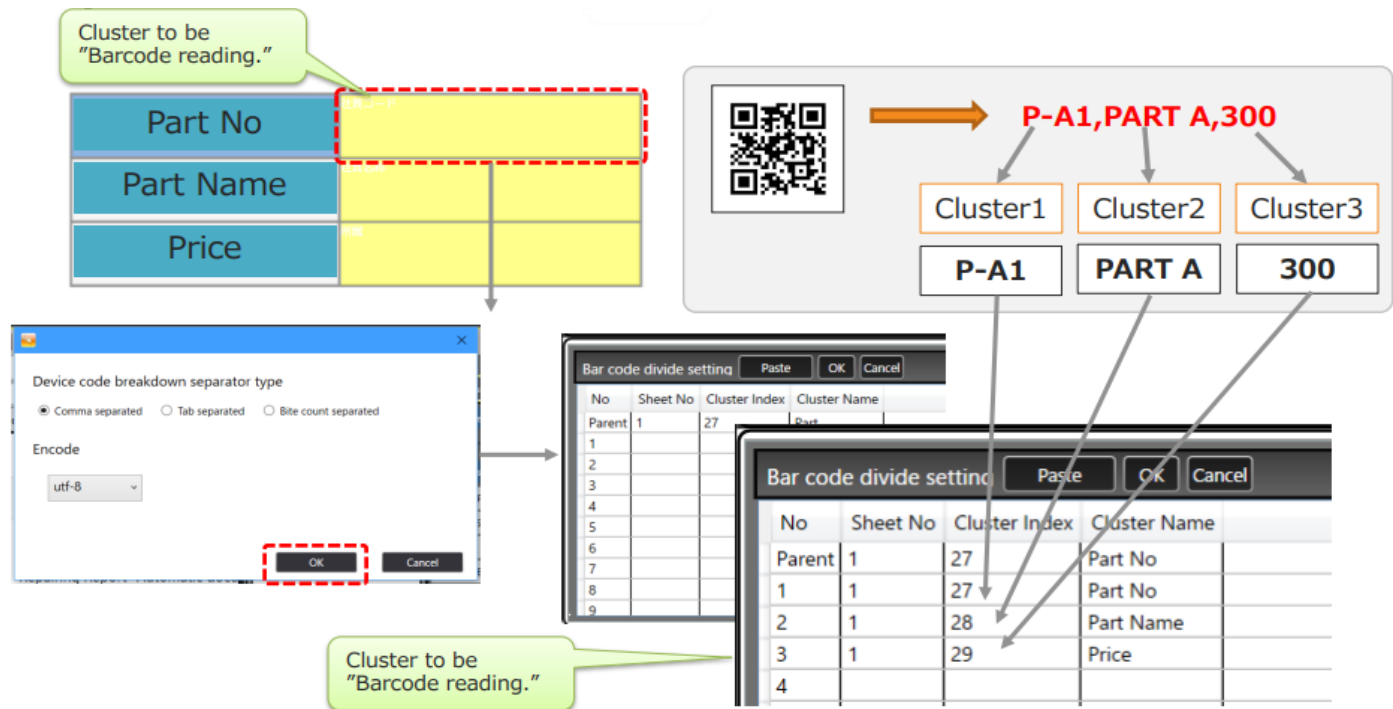 Cluster to be
"Barcode reading."
Part No
Part Name
Price
P-A1,PART A,300
Cluster1 Cluster2 Cluster3
P-A1 PART A 300
Device code breakdown separator type
Comma separated Tab separated Bite count separated
Encode
utf-8
OK Cancel
Bar code divide setting Paste OK Cancel
No Sheet No Cluster Index Cluster Name
Parent 1 27 Part
1
2
3
4
5
6
7
8
9
Bar code divide setting Paste OK Cancel
No Sheet No Cluster Index Cluster Name
Parent 1 27 Part No
1 1 27 Part No
2 1 28 Part Name
3 1 29 Price
4
Cluster to be
"Barcode reading."